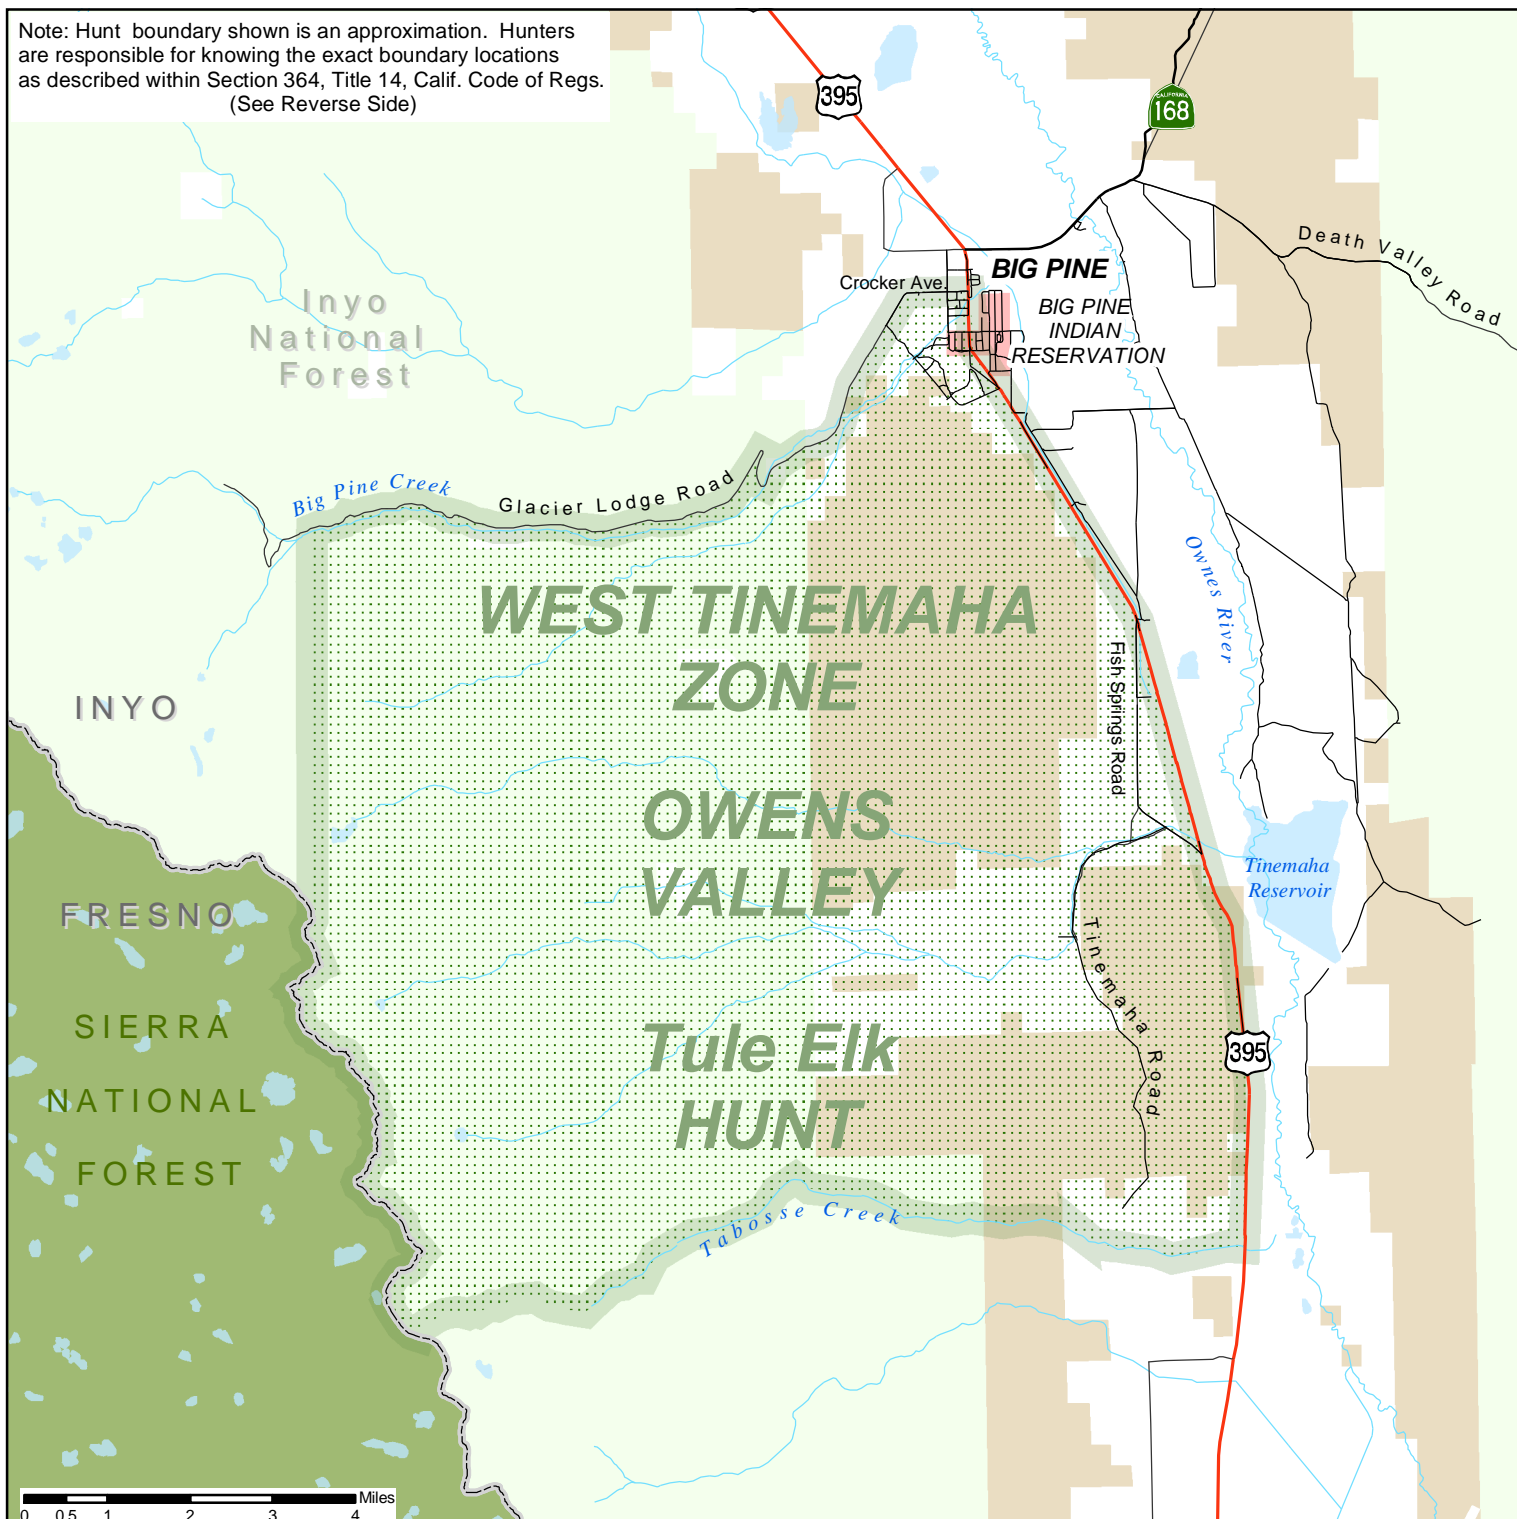 Note: Hunt boundary shown is an approximation. Hunters
are responsible for knowing the exact boundary locations
as described within Section 364, Title 14, Calif. Code of Regs.
(See Reverse Side)
395
CALIFORNIA
168
Death Valley Road
BIG PINE
Crocker Ave.
BIG PINE
INDIAN
RESERVATION
Inyo
National
Forest
Big Pine Creek
Glacier Lodge Road
WEST TINEMAHA
ZONE
Ownes River
Fish Springs Road
INYO
OWENS
VALLEY
Tinemaha
Reservoir
FRESNO
Tinemaha Road
SIERRA
NATIONAL
FOREST
Tule Elk
HUNT
395
Tabosse Creek
Miles
0 0.5 1 2 3 4